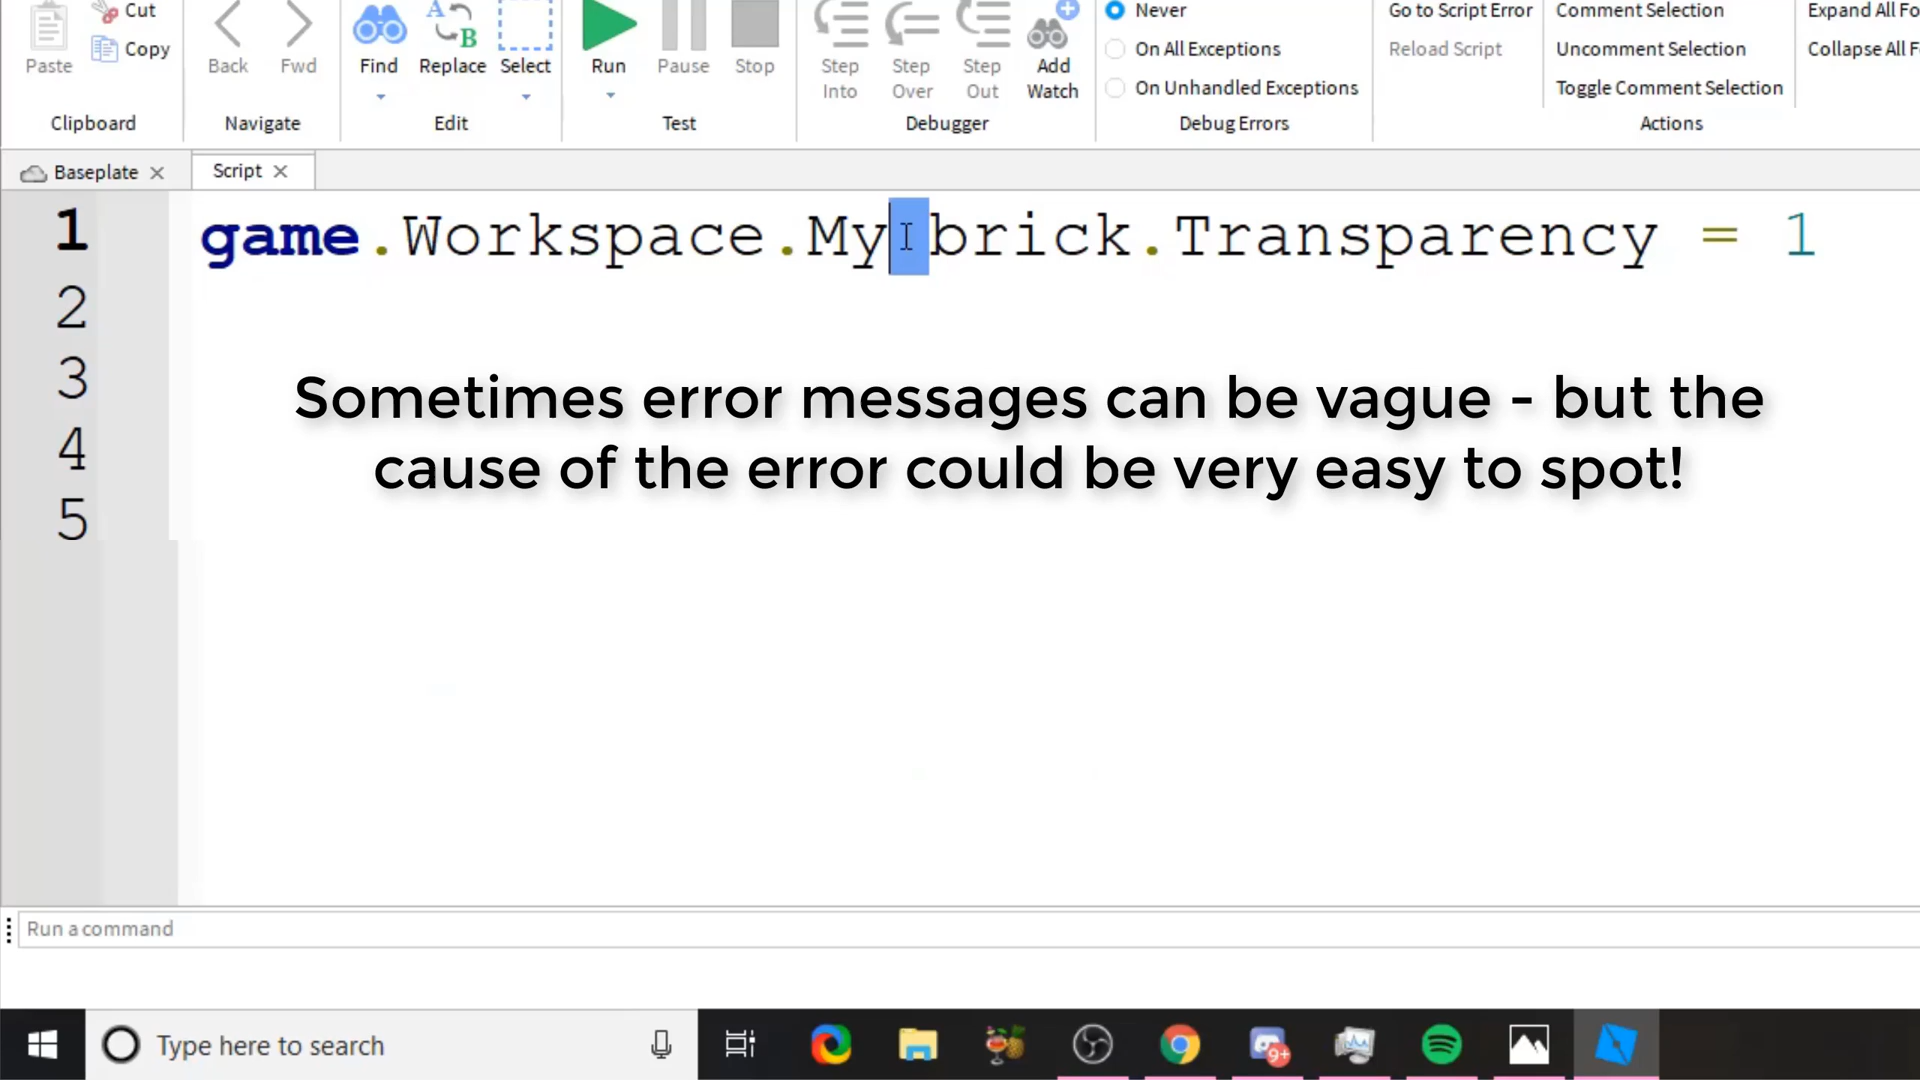 Cut
Copy
Paste
Clipboard
Back
Fwd
Navigate
Find
Replace
Select
Edit
Run
Pause
Stop
Test
Step Into
Step Over
Step Out
Add Watch
Debugger
Never
On All Exceptions
On Unhandled Exceptions
Debug Errors
Go to Script Error
Reload Script
Comment Selection
Uncomment Selection
Toggle Comment Selection
Expand All Fo
Collapse All F
Actions
Baseplate
Script
1 game.Workspace.My brick.Transparency = 1
2
3
4
5
Sometimes error messages can be vague - but the
cause of the error could be very easy to spot!
Run a command
Type here to search
9+